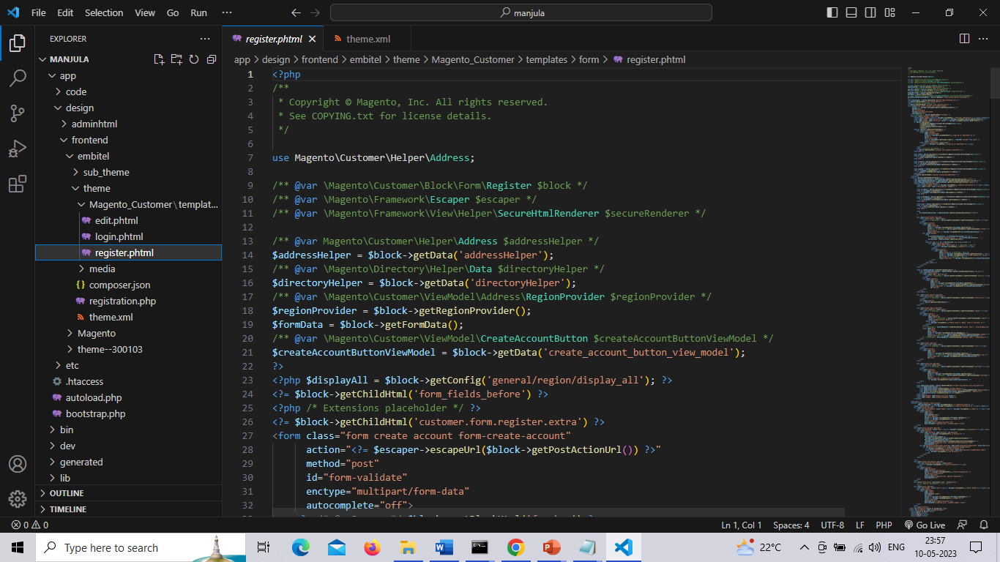 File Edit Selection View Go Run ··· manjula
EXPLORER ···
MANJULA
app
code
design
adminhtml
frontend
embitel
sub_theme
theme
Magento_Customer\templat...
edit.phtml
login.phtml
register.phtml
media
composer.json
registration.php
theme.xml
Magento
theme--300103
etc
.htaccess
autoload.php
bootstrap.php
bin
dev
generated
lib
OUTLINE
TIMELINE
register.phtml theme.xml
app > design > frontend > embitel > theme > Magento_Customer > templates > form > register.phtml
1 <?php
2 /**
3  * Copyright © Magento, Inc. All rights reserved.
4  * See COPYING.txt for license details.
5  */
6
7 use Magento\Customer\Helper\Address;
8
9 /** @var \Magento\Customer\Block\Form\Register $block */
10 /** @var \Magento\Framework\Escaper $escaper */
11 /** @var \Magento\Framework\View\Helper\SecureHtmlRenderer $secureRenderer */
12
13 /** @var Magento\Customer\Helper\Address $addressHelper */
14 $addressHelper = $block->getData('addressHelper');
15 /** @var \Magento\Directory\Helper\Data $directoryHelper */
16 $directoryHelper = $block->getData('directoryHelper');
17 /** @var \Magento\Customer\ViewModel\Address\RegionProvider $regionProvider */
18 $regionProvider = $block->getRegionProvider();
19 $formData = $block->getFormData();
20 /** @var \Magento\Customer\ViewModel\CreateAccountButton $createAccountButtonViewModel */
21 $createAccountButtonViewModel = $block->getData('create_account_button_view_model');
22 ?>
23 <?php $displayAll = $block->getConfig('general/region/display_all'); ?>
24 <?= $block->getChildHtml('form_fields_before') ?>
25 <?php /* Extensions placeholder */ ?>
26 <?= $block->getChildHtml('customer.form.register.extra') ?>
27 <form class="form create account form-create-account"
28       action="<?= $escaper->escapeUrl($block->getPostActionUrl()) ?>"
29       method="post"
30       id="form-validate"
31       enctype="multipart/form-data"
32       autocomplete="off">
0 0 Ln 1, Col 1 Spaces: 4 UTF-8 LF PHP Go Live
Type here to search 22°C ENG 23:57
10-05-2023